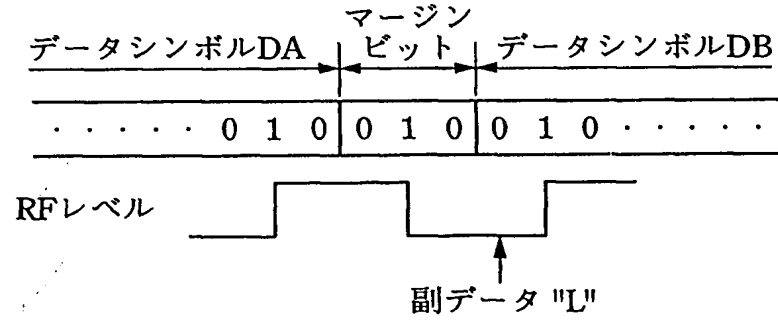 マージン
データシンボルDA ビット データシンボルDB
· · · · · 0 1 0 0 1 0 0 1 0 · · · · ·
RFレベル
副データ "L"